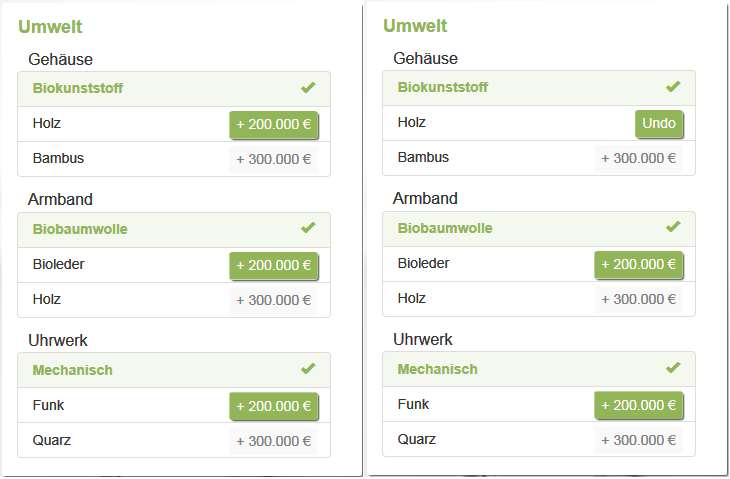 Umwelt
Gehäuse
Biokunststoff
Holz + 200.000 €
Bambus + 300.000 €
Armband
Biobaumwolle
Bioleder + 200.000 €
Holz + 300.000 €
Uhrwerk
Mechanisch
Funk + 200.000 €
Quarz + 300.000 €
Umwelt
Gehäuse
Biokunststoff
Holz Undo
Bambus + 300.000 €
Armband
Biobaumwolle
Bioleder + 200.000 €
Holz + 300.000 €
Uhrwerk
Mechanisch
Funk + 200.000 €
Quarz + 300.000 €